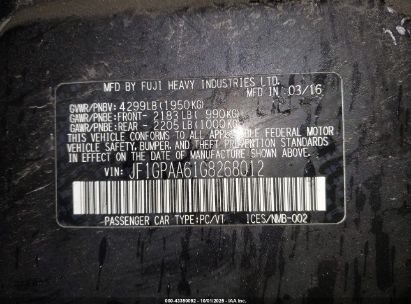 MFD BY FUJI HEAVY INDUSTRIES LTD.
GVWR/PNBV: 4299LB(1950KG) MFD IN 03/16
GAWR/PNBE:FRONT- 2183LB( 990KG)
GAWR/PNBE:REAR - 2205LB(1000KG)
THIS VEHICLE CONFORMS TO ALL APPLICABLE FEDERAL MOTOR
VEHICLE SAFETY, BUMPER, AND THEFT PREVENTION STANDARDS
IN EFFECT ON THE DATE OF MANUFACTURE SHOWN ABOVE.
VIN: JF1GPAA61G8268012
PASSENGER CAR TYPE:PC/VT ICES/NMB-002
000-43350092 - 10/01/2025 - IAA Inc.